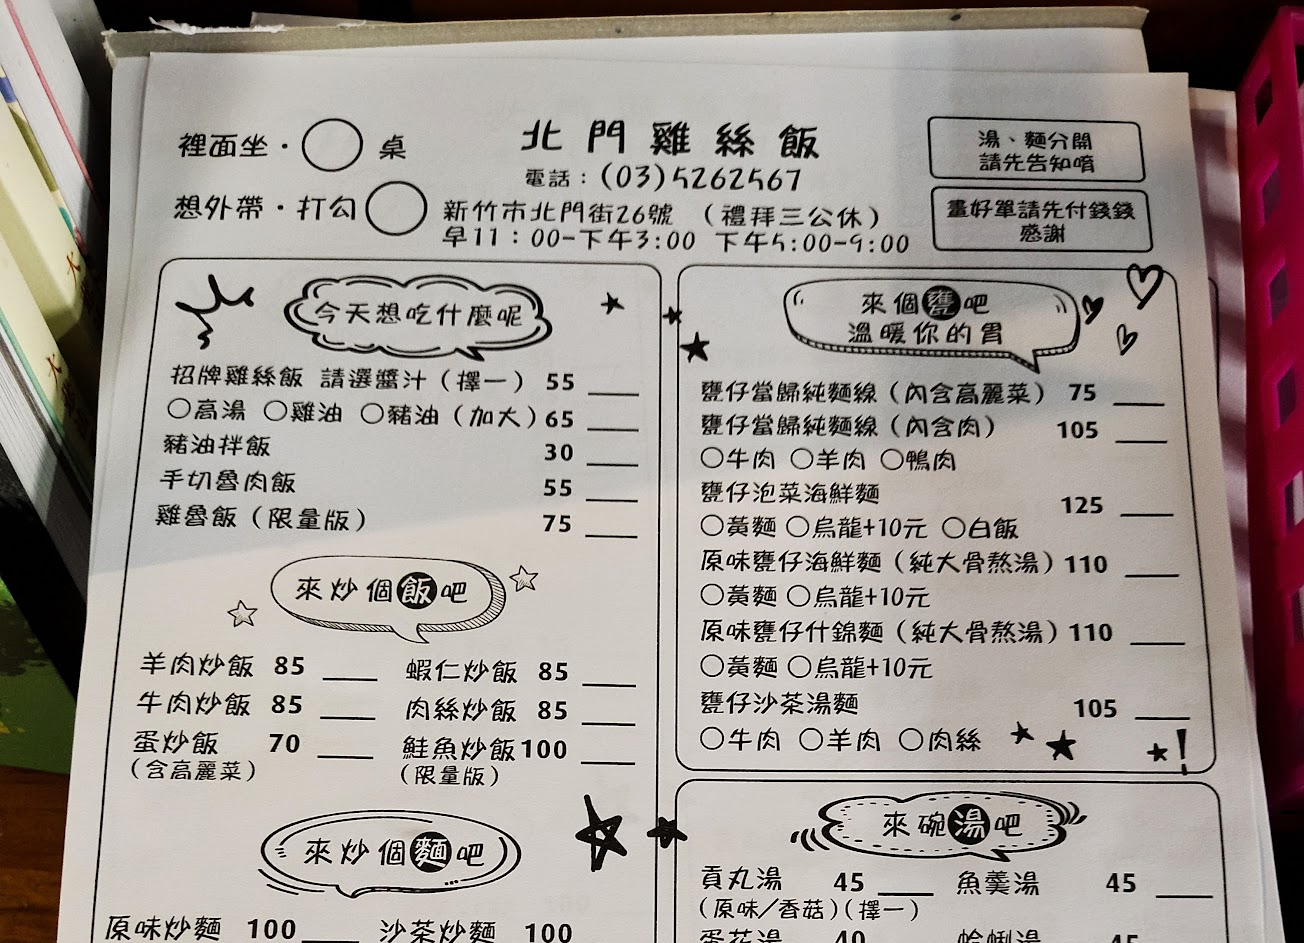 裡面坐・○桌
想外帶・打勾○
北門雞絲飯
電話：(03)5262567
新竹市北門街26號 （禮拜三公休）
早11：00-下午3:00 下午5:00-9:00
湯、麵分開
請先告知唷
畫好單請先付錢錢
感謝
今天想吃什麼呢
招牌雞絲飯 請選醬汁（擇一） 55
○高湯 ○雞油 ○豬油（加大）65
豬油拌飯 30
手切魯肉飯 55
雞魯飯（限量版） 75
來炒個飯吧
羊肉炒飯 85 蝦仁炒飯 85
牛肉炒飯 85 肉絲炒飯 85
蛋炒飯 70 鮭魚炒飯100
（含高麗菜） （限量版）
來炒個麵吧
原味炒麵 100 沙茶炒麵 100
來個甕吧
溫暖你的胃
甕仔當歸純麵線（內含高麗菜） 75
甕仔當歸純麵線（內含肉） 105
○牛肉 ○羊肉 ○鴨肉
甕仔泡菜海鮮麵 125
○黃麵 ○烏龍+10元 ○白飯
原味甕仔海鮮麵（純大骨熬湯）110
○黃麵 ○烏龍+10元
原味甕仔什錦麵（純大骨熬湯）110
○黃麵 ○烏龍+10元
甕仔沙茶湯麵 105
○牛肉 ○羊肉 ○肉絲
來碗湯吧
貢丸湯 45 魚羹湯 45
（原味/香菇）（擇一）
蛋花湯 40 蛤蜊湯 45